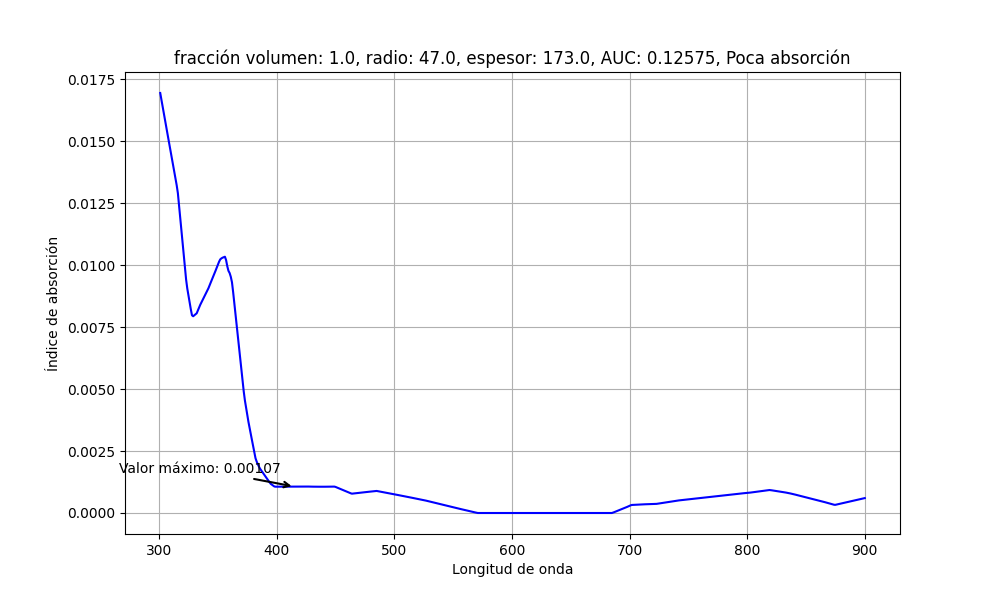 fracción volumen: 1.0, radio: 47.0, espesor: 173.0, AUC: 0.12575, Poca absorción
0.0175
0.0150
0.0125
0.0100
0.0075
0.0050
0.0025
0.0000
Índice de absorción
Valor máximo: 0.00107
300 400 500 600 700 800 900
Longitud de onda